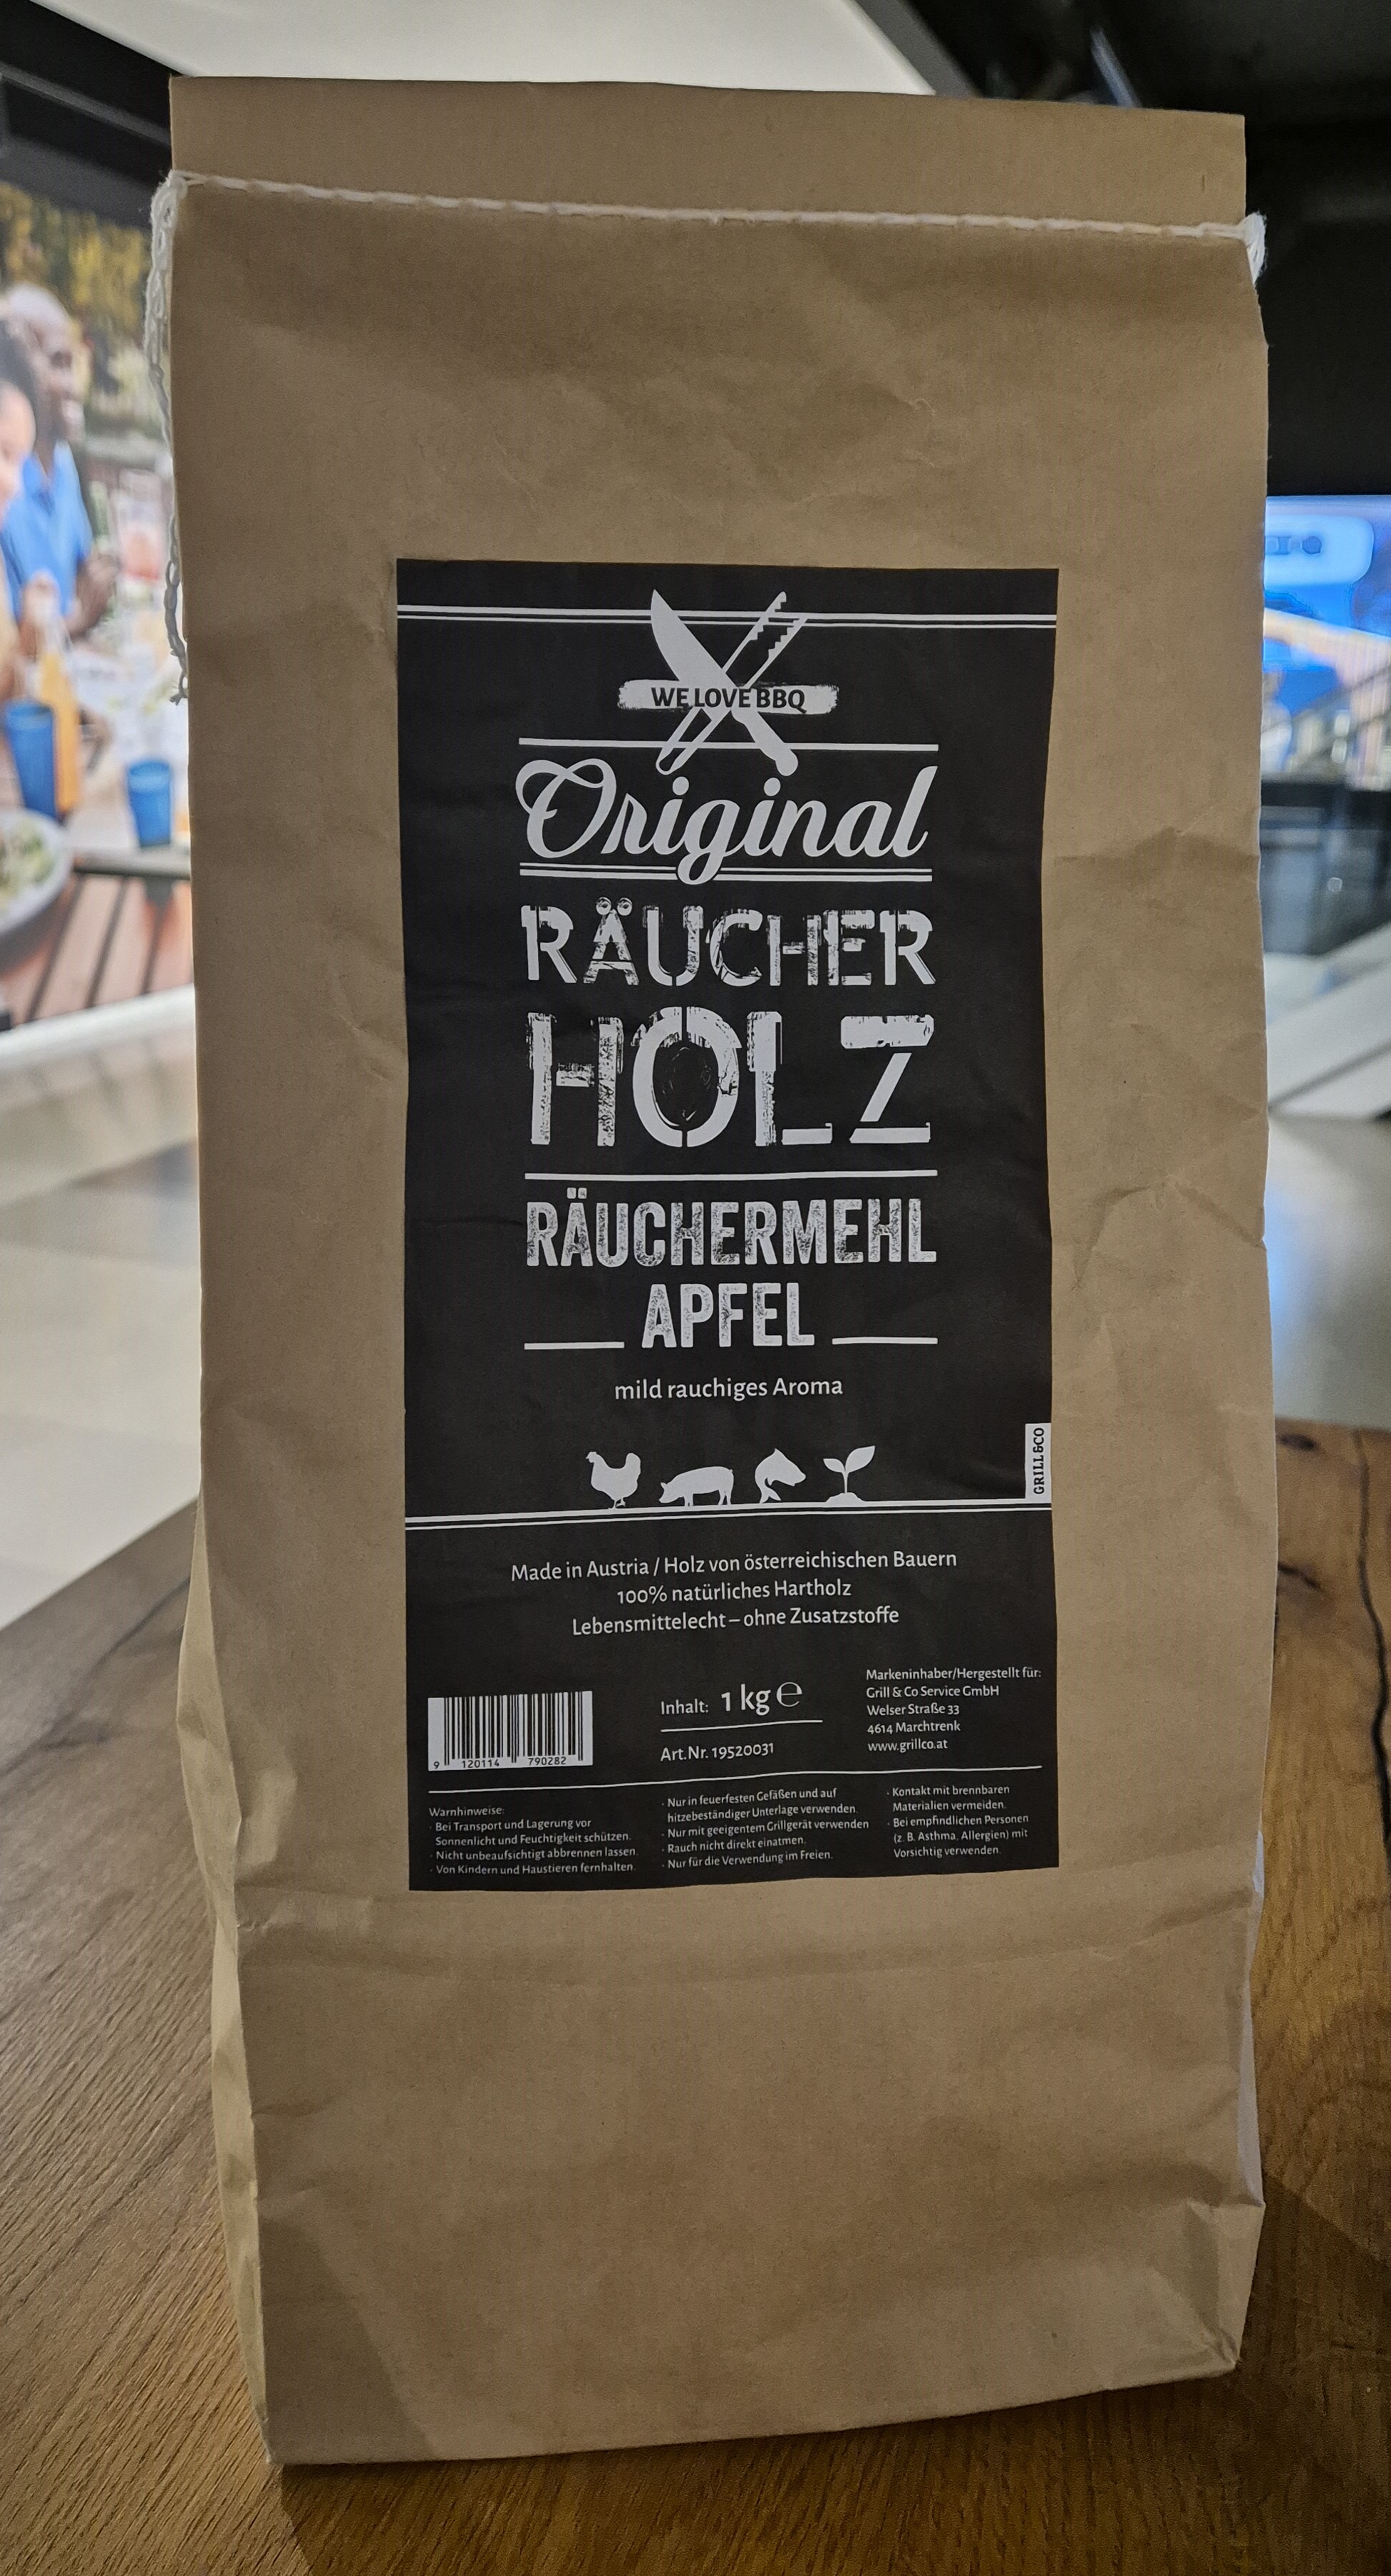 WE LOVE BBQ
Original
RÄUCHER
HOLZ
RÄUCHERMEHL
APFEL
mild rauchiges Aroma
GRILL&CO
Made in Austria / Holz von österreichischen Bauern
100% natürliches Hartholz
Lebensmittelecht – ohne Zusatzstoffe
9 120114 790282
Inhalt: 1 kg ℮
Art.Nr. 19520031
Markeninhaber/Hergestellt für:
Grill & Co Service GmbH
Welser Straße 33
4614 Marchtrenk
www.grillco.at
Warnhinweise:
· Bei Transport und Lagerung vor
Sonnenlicht und Feuchtigkeit schützen.
· Nicht unbeaufsichtigt abbrennen lassen.
· Von Kindern und Haustieren fernhalten.
· Nur in feuerfesten Gefäßen und auf
hitzebeständiger Unterlage verwenden.
· Nur mit geeigentem Grillgerät verwenden
· Rauch nicht direkt einatmen.
· Nur für die Verwendung im Freien.
· Kontakt mit brennbaren
Materialien vermeiden.
· Bei empfindlichen Personen
(z. B. Asthma, Allergien) mit
Vorsichtig verwenden.